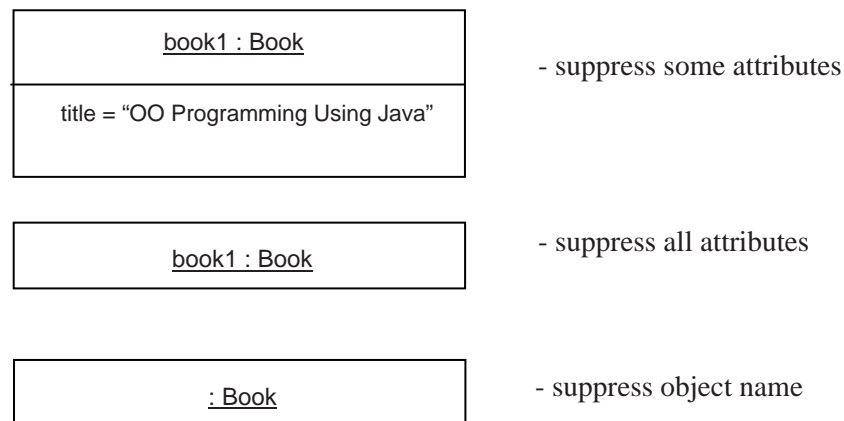 book1 : Book
- suppress some attributes
title = “OO Programming Using Java”
book1 : Book
- suppress all attributes
: Book
- suppress object name